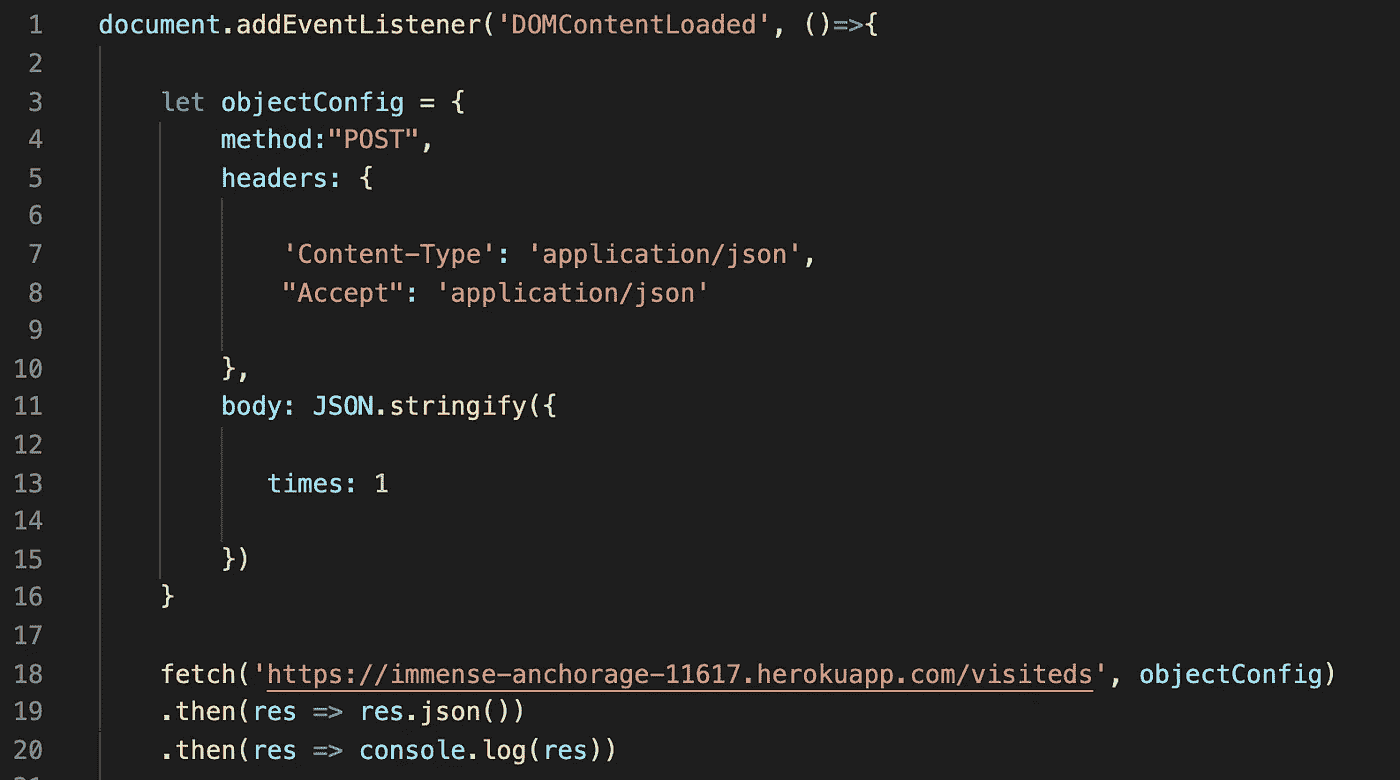 1 document.addEventListener('DOMContentLoaded', ()=>{
2
3 let objectConfig = {
4 method:"POST",
5 headers: {
6
7 'Content-Type': 'application/json',
8 "Accept": 'application/json'
9
10 },
11 body: JSON.stringify({
12
13 times: 1
14
15 })
16 }
17
18 fetch('https://immense-anchorage-11617.herokuapp.com/visiteds', objectConfig)
19 .then(res => res.json())
20 .then(res => console.log(res))